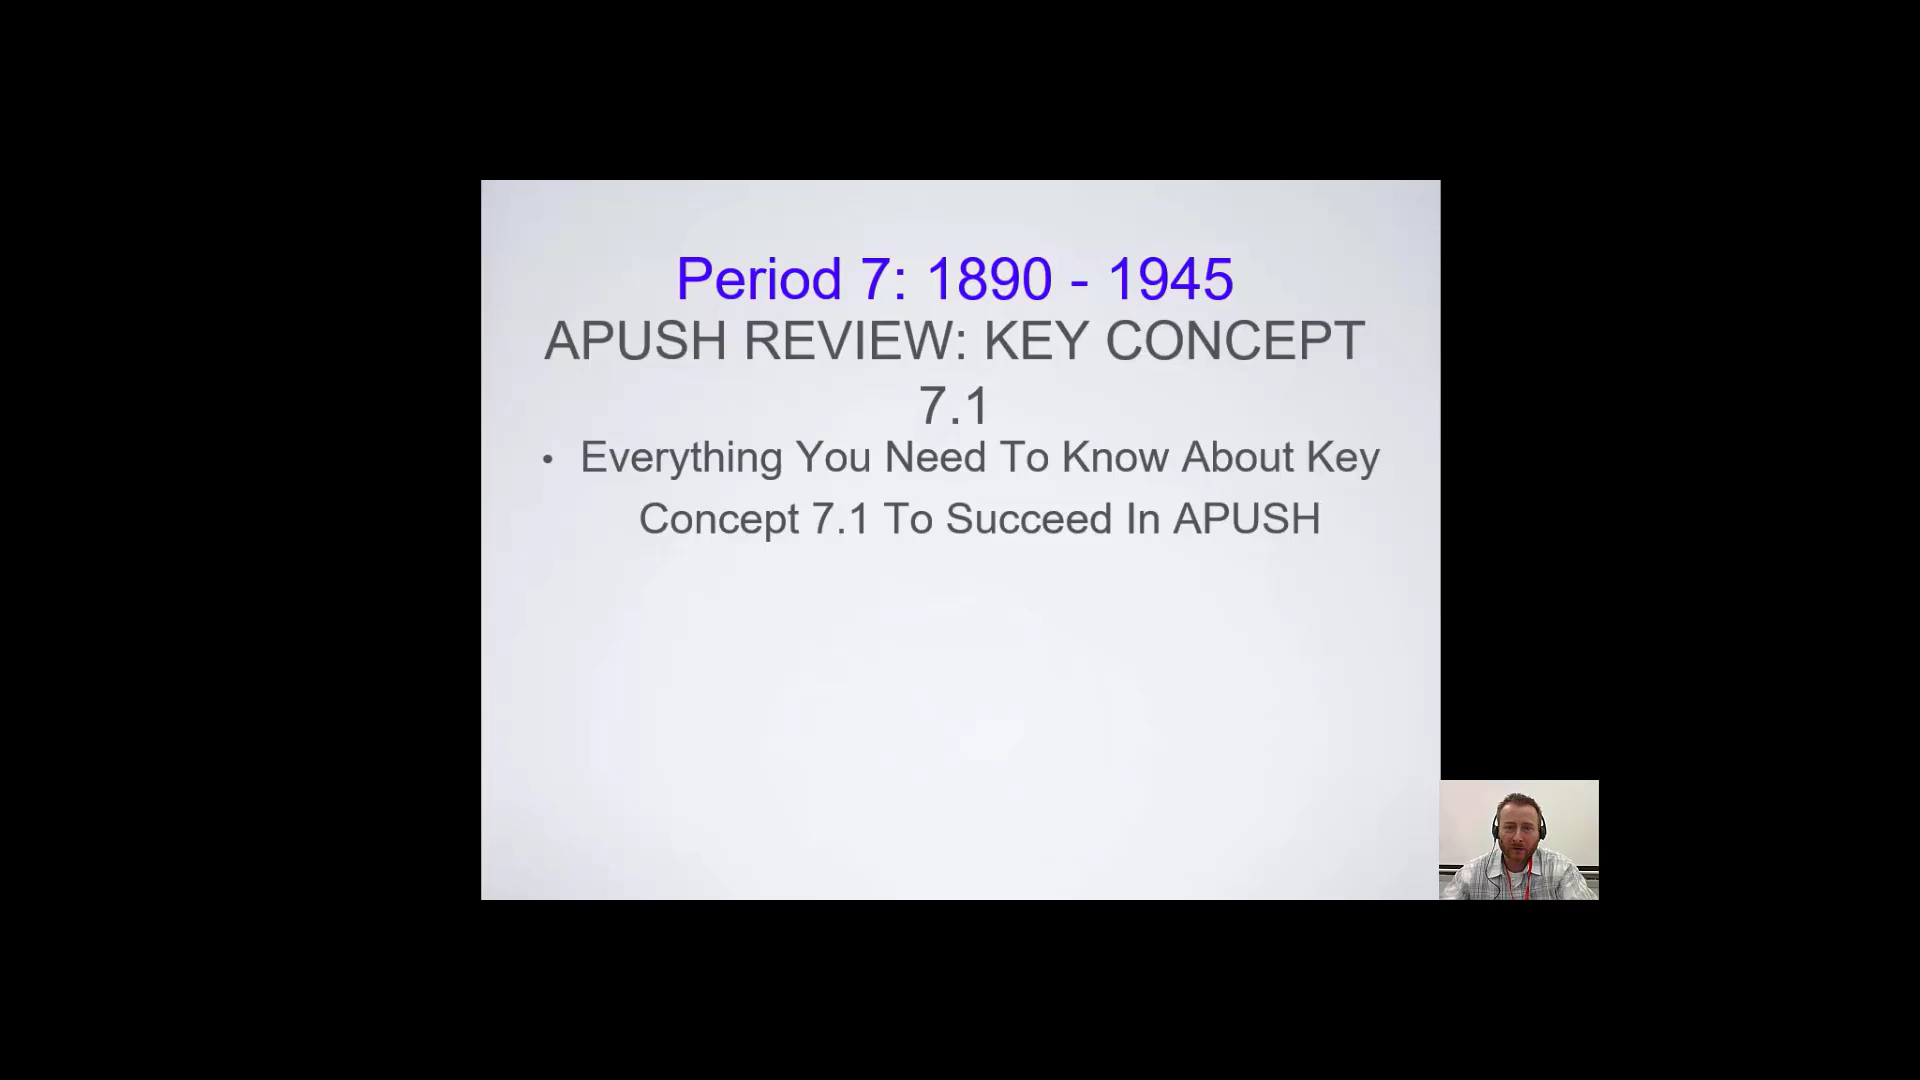 Period 7: 1890 - 1945
APUSH REVIEW: KEY CONCEPT
7.1
• Everything You Need To Know About Key
Concept 7.1 To Succeed In APUSH